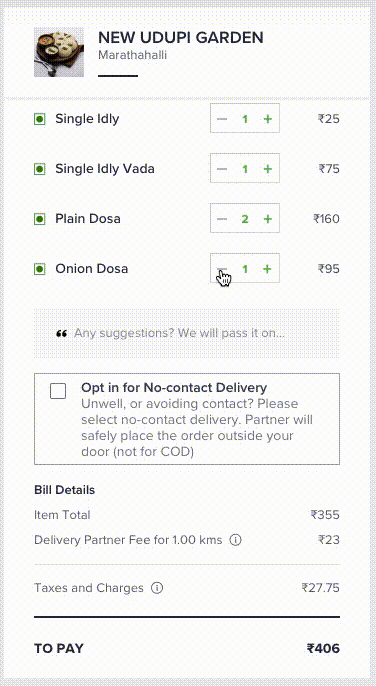 NEW UDUPI GARDEN
Marathahalli
Single Idly − 1 + ₹25
Single Idly Vada − 1 + ₹75
Plain Dosa − 2 + ₹160
Onion Dosa − 1 + ₹95
❝ Any suggestions? We will pass it on...
Opt in for No-contact Delivery
Unwell, or avoiding contact? Please
select no-contact delivery. Partner will
safely place the order outside your
door (not for COD)
Bill Details
Item Total ₹355
Delivery Partner Fee for 1.00 kms ₹23
Taxes and Charges ₹27.75
TO PAY ₹406